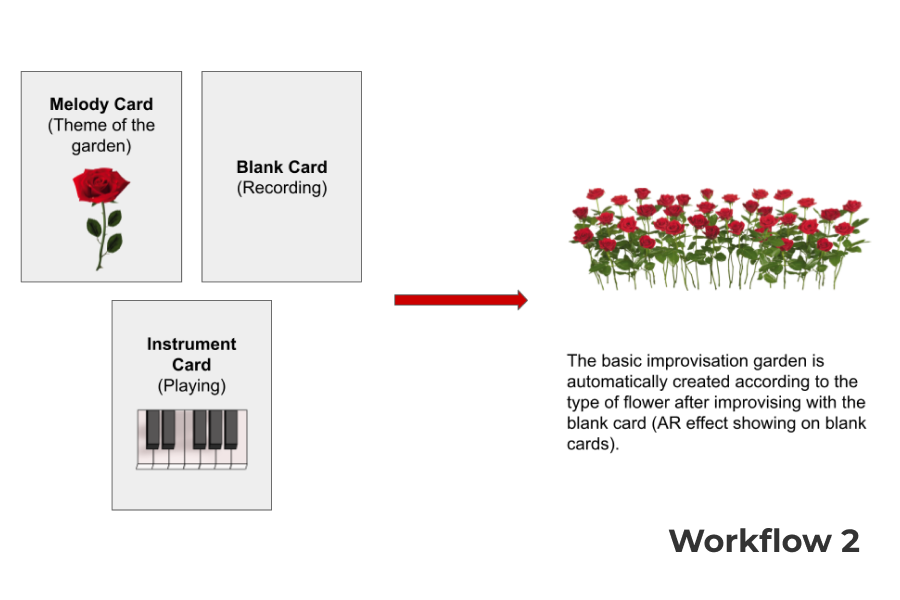 Melody Card
(Theme of the
garden)
Blank Card
(Recording)
Instrument
Card
(Playing)
The basic improvisation garden is
automatically created according to the
type of flower after improvising with the
blank card (AR effect showing on blank
cards).
Workflow 2